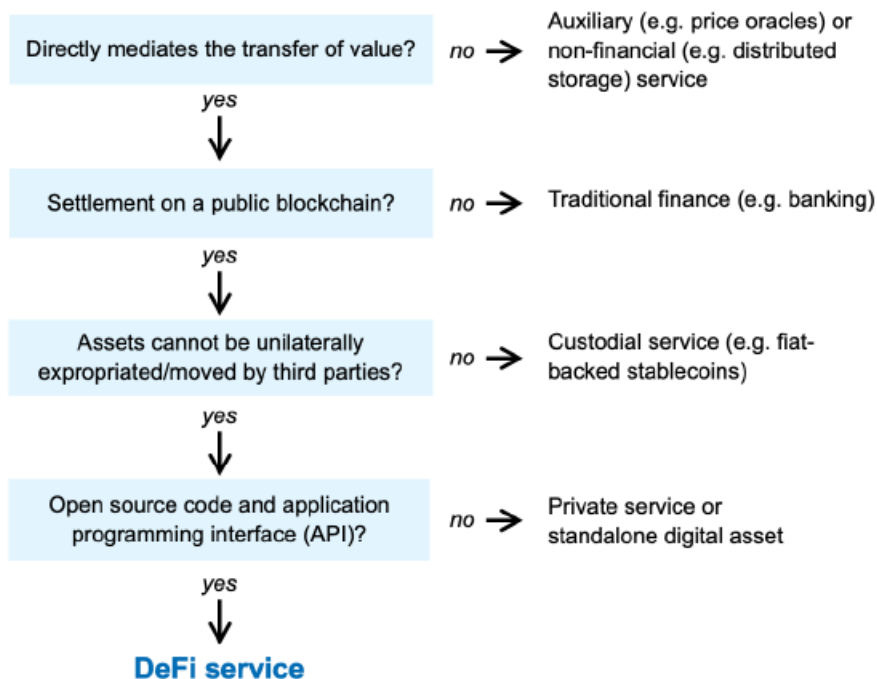 Directly mediates the transfer of value?
no
Auxiliary (e.g. price oracles) or
non-financial (e.g. distributed
storage) service
yes
Settlement on a public blockchain?
no
Traditional finance (e.g. banking)
yes
Assets cannot be unilaterally
expropriated/moved by third parties?
no
Custodial service (e.g. fiat-
backed stablecoins)
yes
Open source code and application
programming interface (API)?
no
Private service or
standalone digital asset
yes
DeFi service